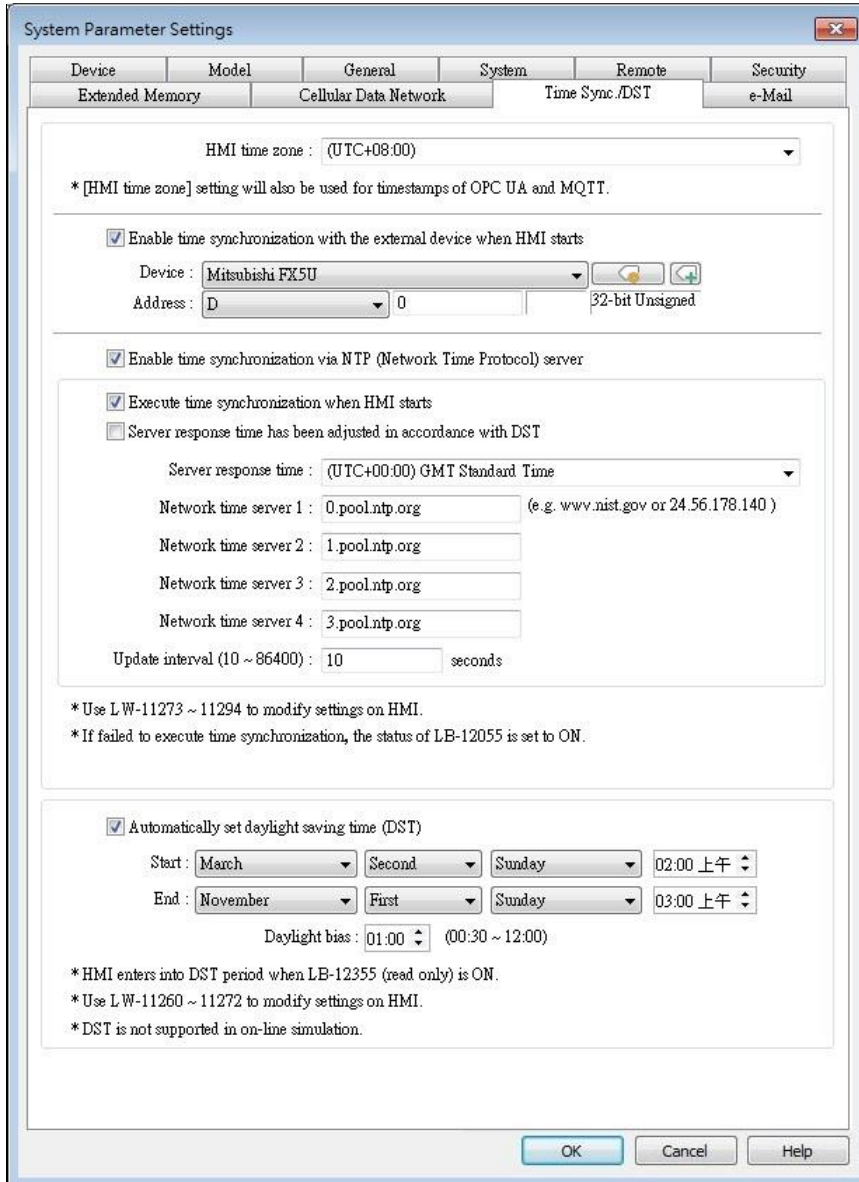 System Parameter Settings
Device Model General System Remote Security
Extended Memory Cellular Data Network Time Sync./DST e-Mail
HMI time zone : (UTC+08:00)
* [HMI time zone] setting will also be used for timestamps of OPC UA and MQTT.
Enable time synchronization with the external device when HMI starts
Device : Mitsubishi FX5U
Address : D 0 32-bit Unsigned
Enable time synchronization via NTP (Network Time Protocol) server
Execute time synchronization when HMI starts
Server response time has been adjusted in accordance with DST
Server response time : (UTC+00:00) GMT Standard Time
Network time server 1 : 0.pool.ntp.org (e.g. www.nist.gov or 24.56.178.140 )
Network time server 2 : 1.pool.ntp.org
Network time server 3 : 2.pool.ntp.org
Network time server 4 : 3.pool.ntp.org
Update interval (10 ~ 86400) : 10 seconds
* Use LW-11273 ~ 11294 to modify settings on HMI.
* If failed to execute time synchronization, the status of LB-12055 is set to ON.
Automatically set daylight saving time (DST)
Start : March Second Sunday 02:00 上午
End : November First Sunday 03:00 上午
Daylight bias : 01:00 (00:30 ~ 12:00)
* HMI enters into DST period when LB-12355 (read only) is ON.
* Use LW-11260 ~ 11272 to modify settings on HMI.
* DST is not supported in on-line simulation.
OK Cancel Help